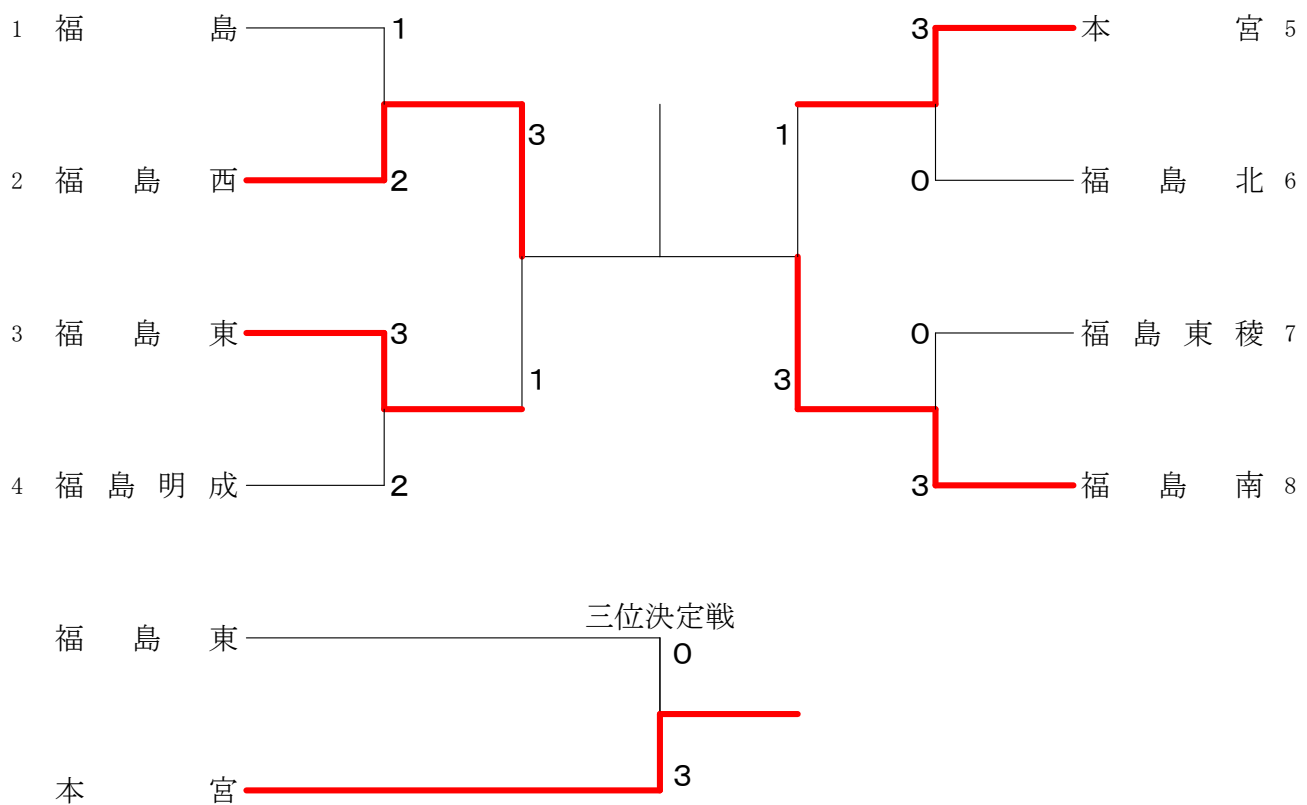 1 福島 1 3 本宮 5
3 1
2 福島西 2 0 福島北 6
3 福島東 3 0 福島東稜 7
1 3
4 福島明成 2 3 福島南 8
三位決定戦
福島東 0
本宮 3